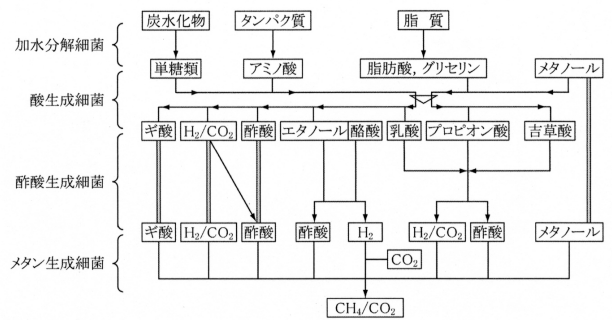 炭水化物 タンパク質 脂質
加水分解細菌
単糖類 アミノ酸 脂肪酸，グリセリン メタノール
酸生成細菌
ギ酸 H2/CO2 酢酸 エタノール 酪酸 乳酸 プロピオン酸 吉草酸
酢酸生成細菌
ギ酸 H2/CO2 酢酸 酢酸 H2 H2/CO2 酢酸 メタノール
メタン生成細菌
CO2
CH4/CO2